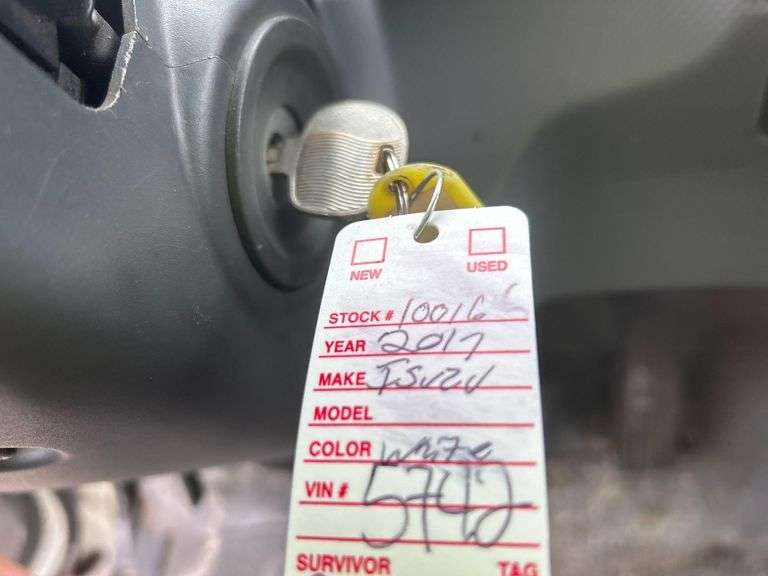 NEW USED
STOCK # 10016
YEAR 2017
MAKE Isuzu
MODEL
COLOR White
VIN # 5742
SURVIVOR TAG